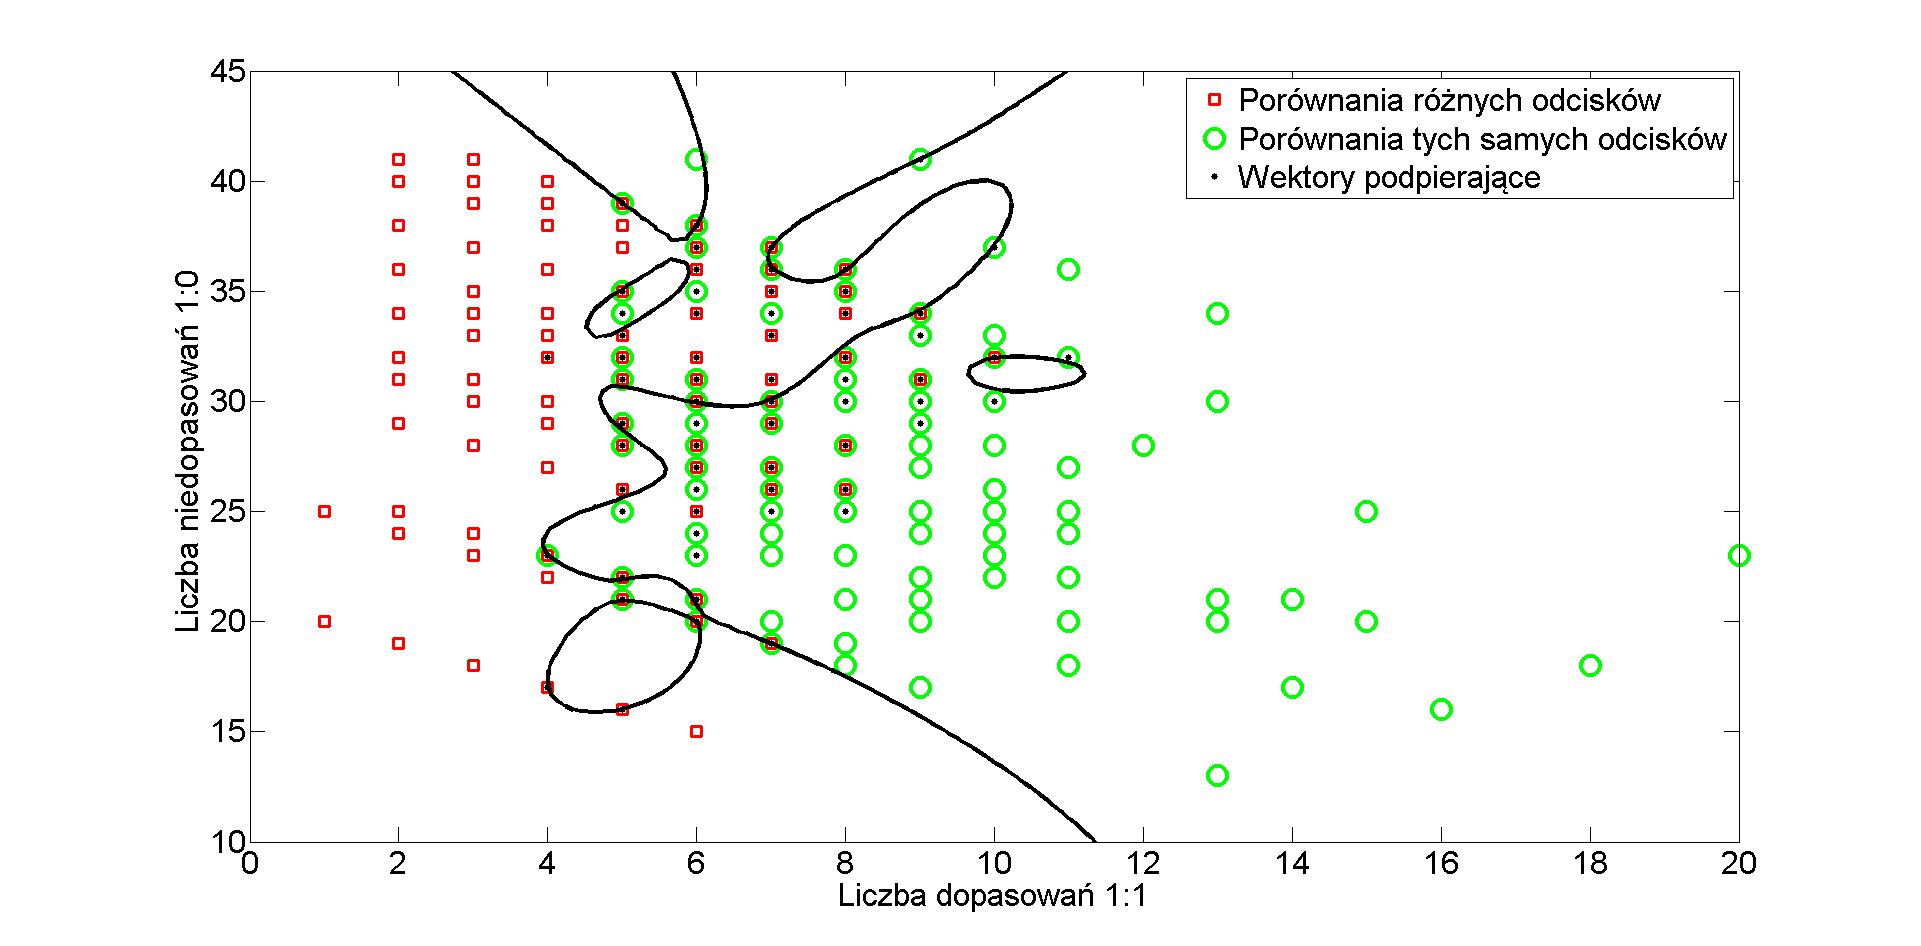 45
40
35
30
25
20
15
10
Liczba niedopasowań 1:0
Porównania różnych odcisków
Porównania tych samych odcisków
Wektory podpierające
0 2 4 6 8 10 12 14 16 18 20
Liczba dopasowań 1:1